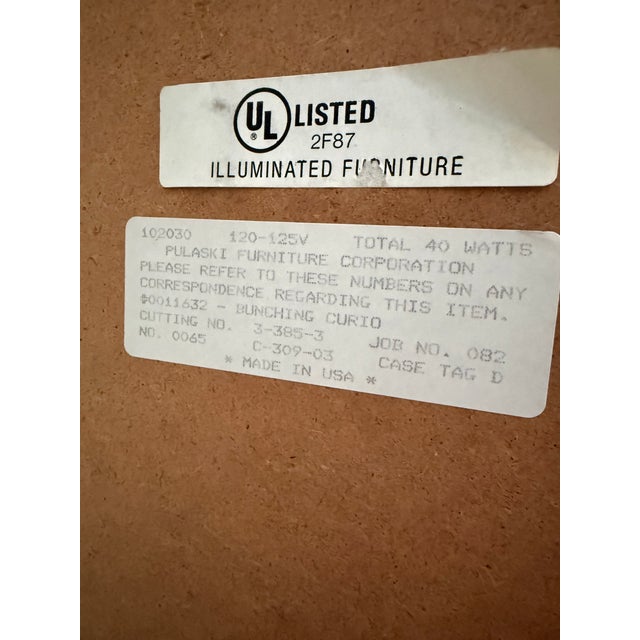 UL® LISTED
2F87
ILLUMINATED FURNITURE
102030 120-125V TOTAL 40 WATTS
PULASKI FURNITURE CORPORATION
PLEASE REFER TO THESE NUMBERS ON ANY
CORRESPONDENCE REGARDING THIS ITEM.
#0011632 - BUNCHING CURIO
CUTTING NO. 3-385-3 JOB NO. 082
NO. 0065 C-309-03 CASE TAG D
* MADE IN USA *